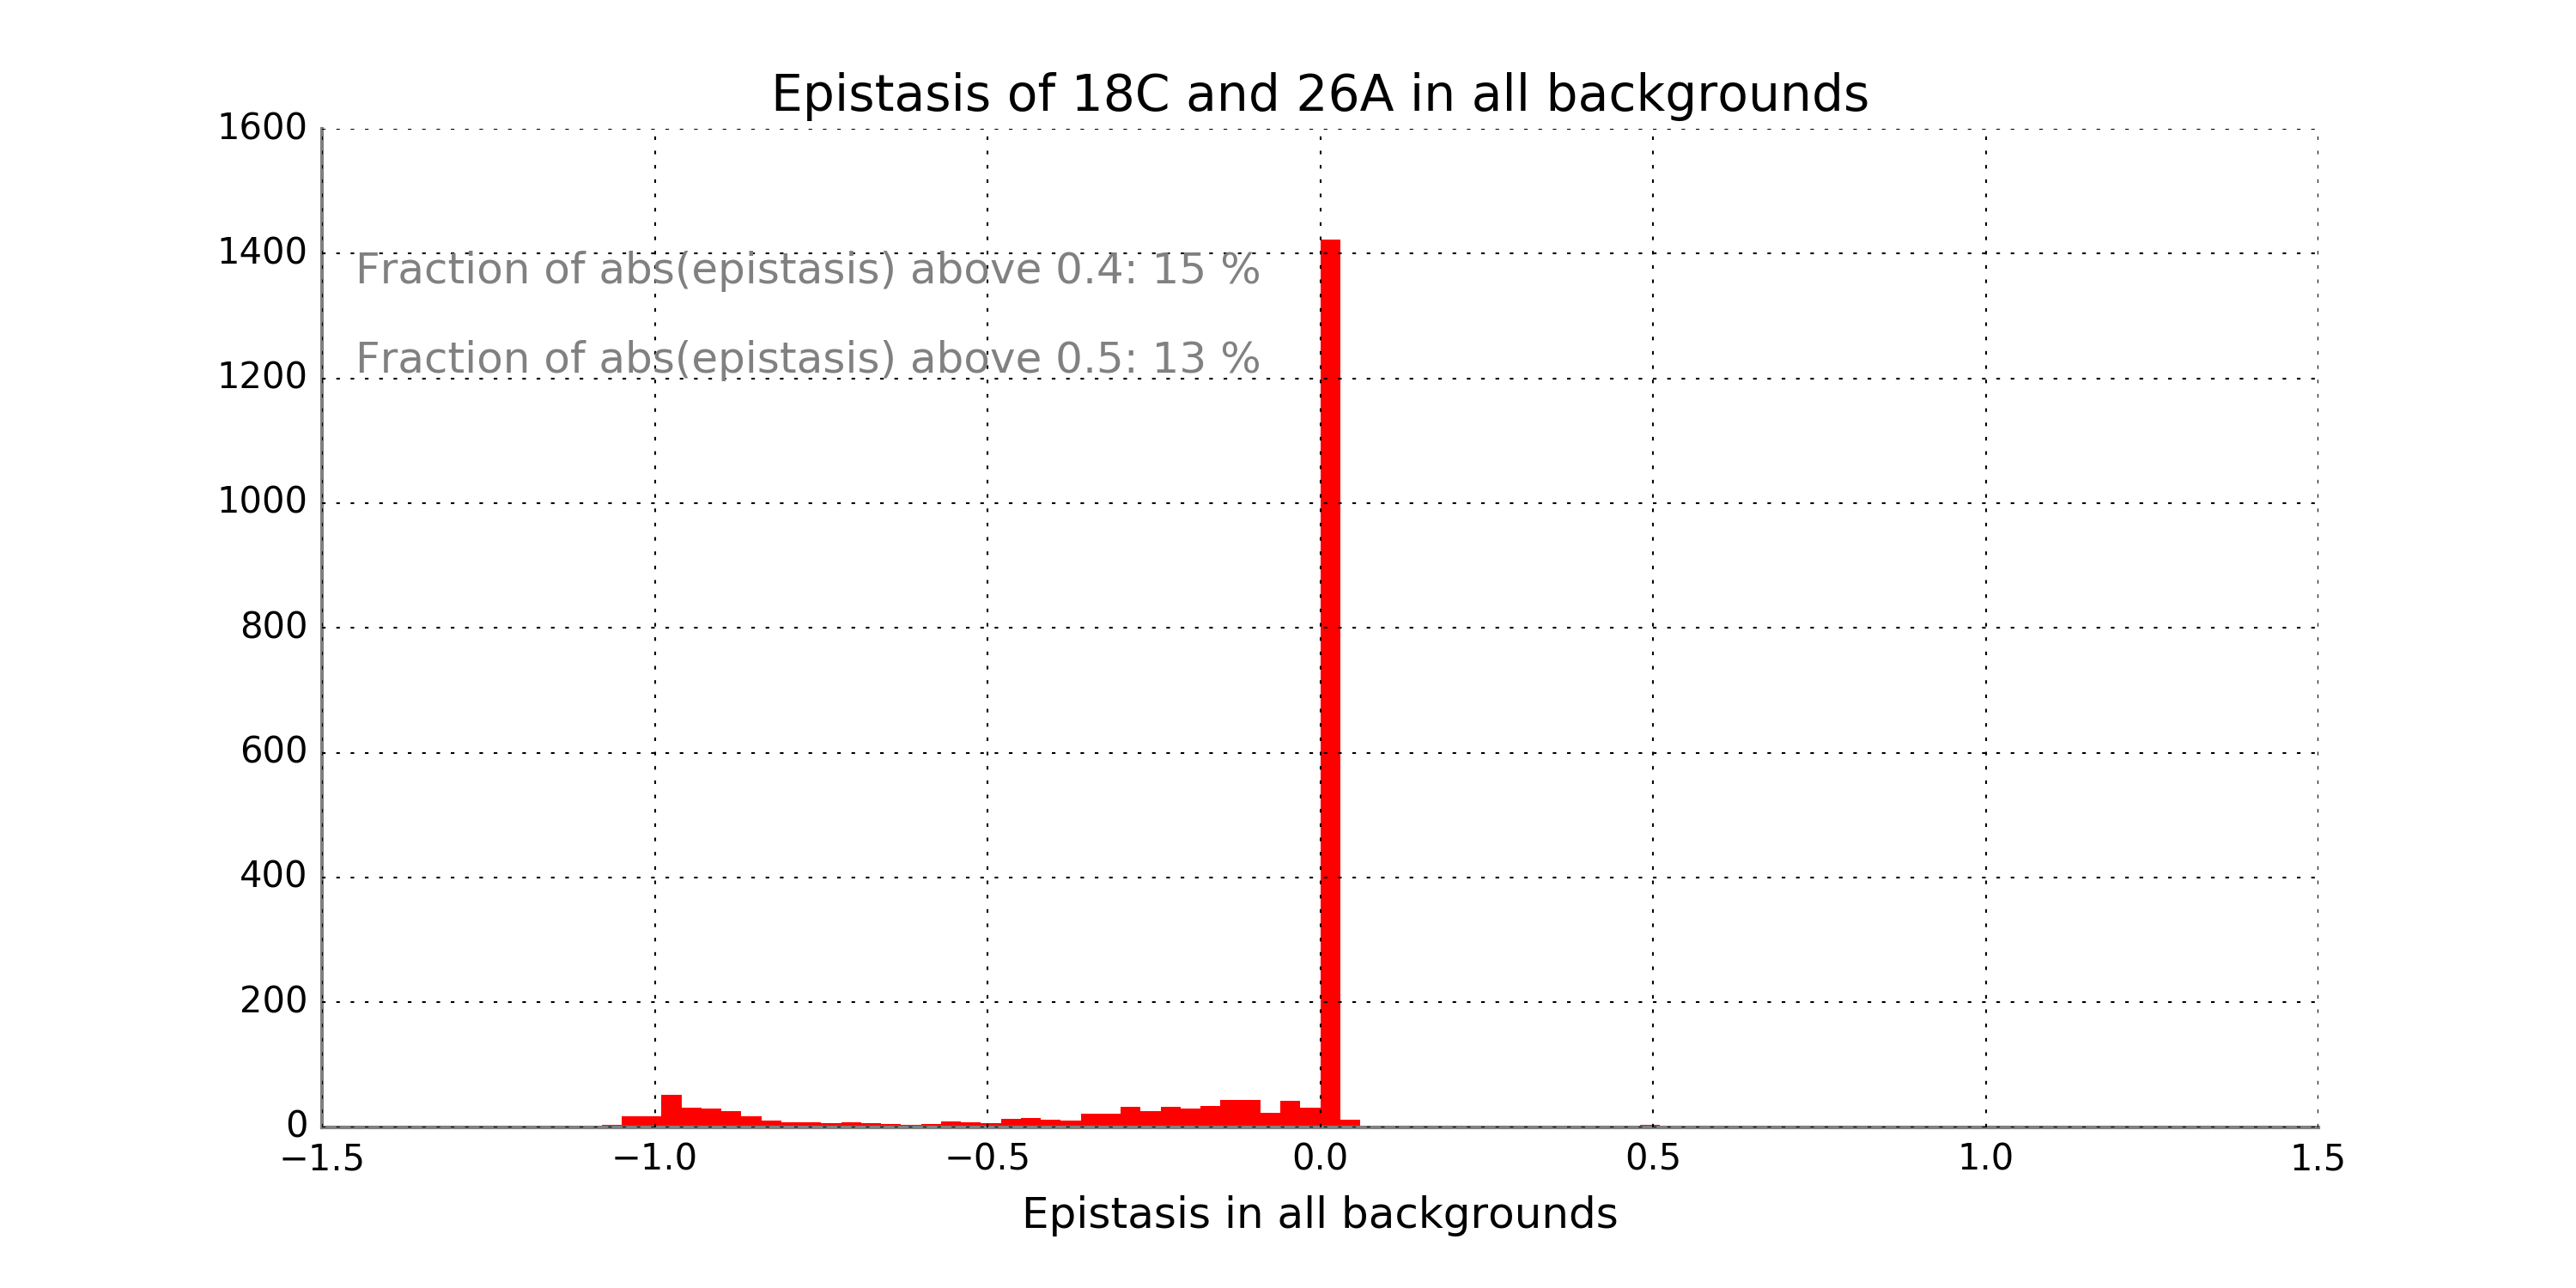 Epistasis of 18C and 26A in all backgrounds
1600
1400
Fraction of abs(epistasis) above 0.4: 15 %
Fraction of abs(epistasis) above 0.5: 13 %
1200
1000
800
600
400
200
0
−1.5 −1.0 −0.5 0.0 0.5 1.0 1.5
Epistasis in all backgrounds